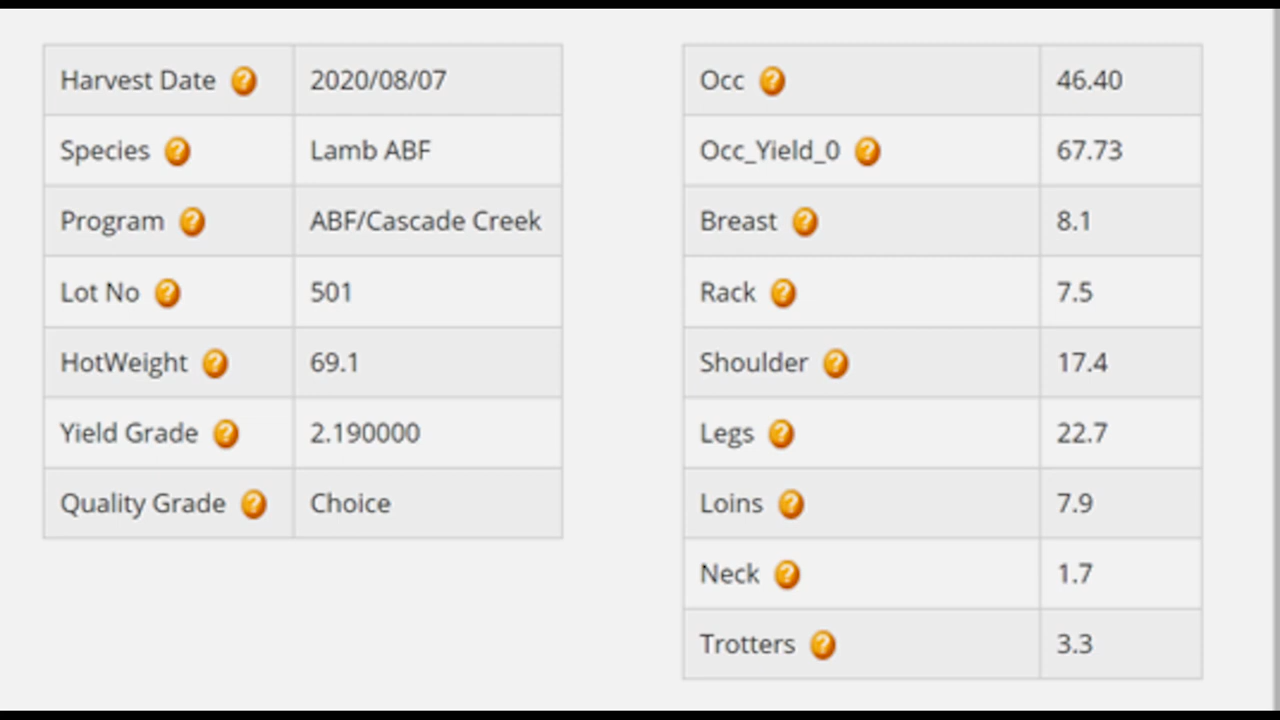 Harvest Date 2020/08/07
Species Lamb ABF
Program ABF/Cascade Creek
Lot No 501
HotWeight 69.1
Yield Grade 2.190000
Quality Grade Choice
Occ 46.40
Occ_Yield_0 67.73
Breast 8.1
Rack 7.5
Shoulder 17.4
Legs 22.7
Loins 7.9
Neck 1.7
Trotters 3.3